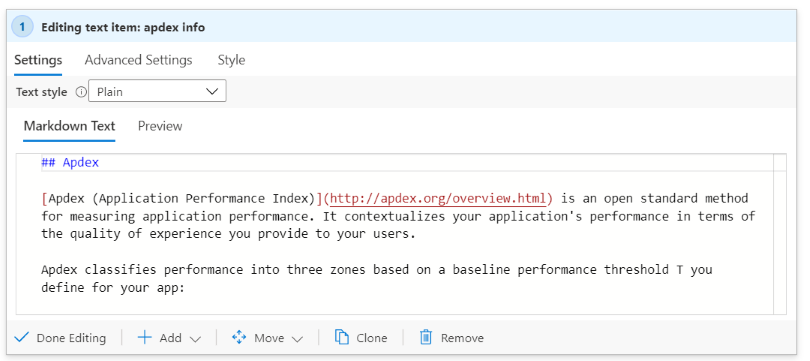 1 Editing text item: apdex info
Settings Advanced Settings Style
Text style Plain
Markdown Text Preview
## Apdex
[Apdex (Application Performance Index)](http://apdex.org/overview.html) is an open standard method
for measuring application performance. It contextualizes your application's performance in terms of
the quality of experience you provide to your users.
Apdex classifies performance into three zones based on a baseline performance threshold T you
define for your app:
Done Editing Add Move Clone Remove